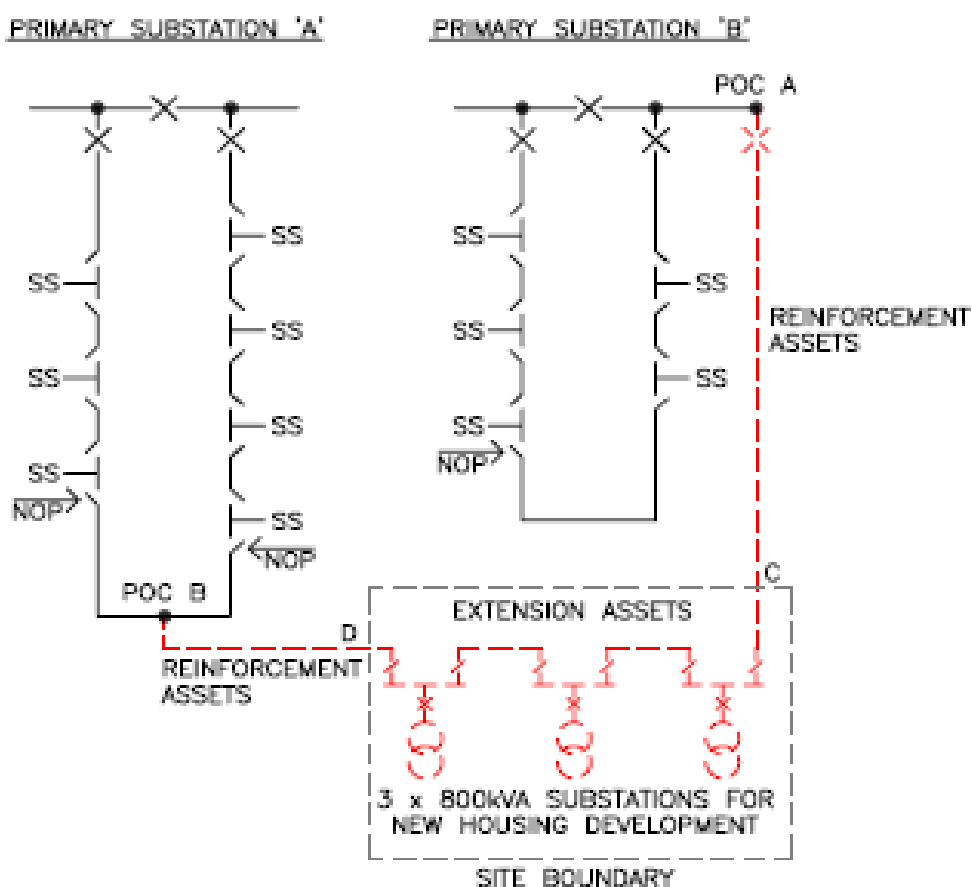 PRIMARY SUBSTATION 'A'
PRIMARY SUBSTATION 'B'
POC A
SS
SS
SS
SS
SS
SS
SS
NOP
NOP
SS
SS
SS
SS
SS
NOP
REINFORCEMENT
ASSETS
POC B
C
D
EXTENSION ASSETS
REINFORCEMENT
ASSETS
3 x 800kVA SUBSTATIONS FOR
NEW HOUSING DEVELOPMENT
SITE BOUNDARY